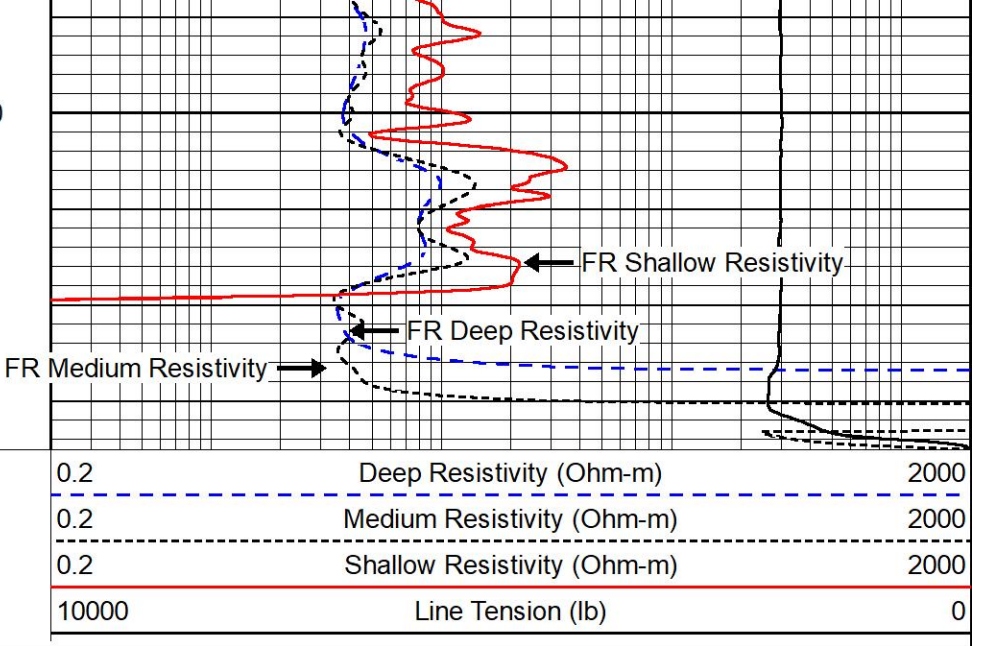 FR Shallow Resistivity
FR Deep Resistivity
FR Medium Resistivity
0.2 Deep Resistivity (Ohm-m) 2000
0.2 Medium Resistivity (Ohm-m) 2000
0.2 Shallow Resistivity (Ohm-m) 2000
10000 Line Tension (lb) 0